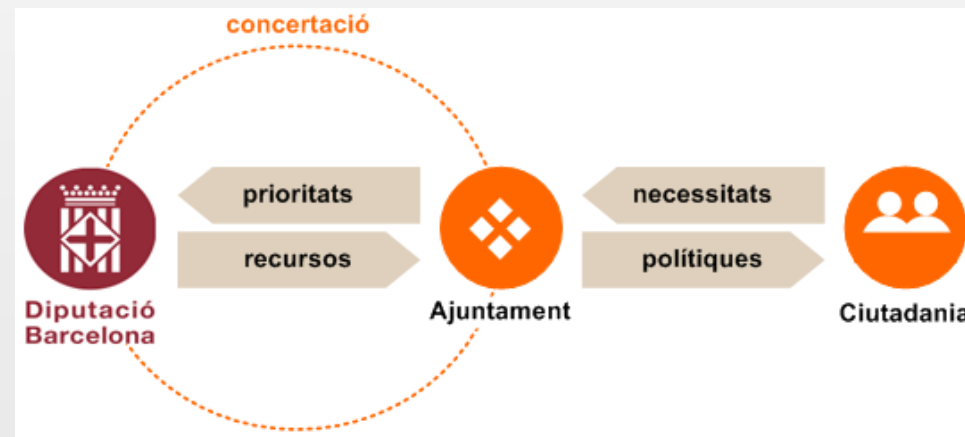 concertació
prioritats
necessitats
recursos
polítiques
Diputació
Barcelona
Ajuntament
Ciutadania